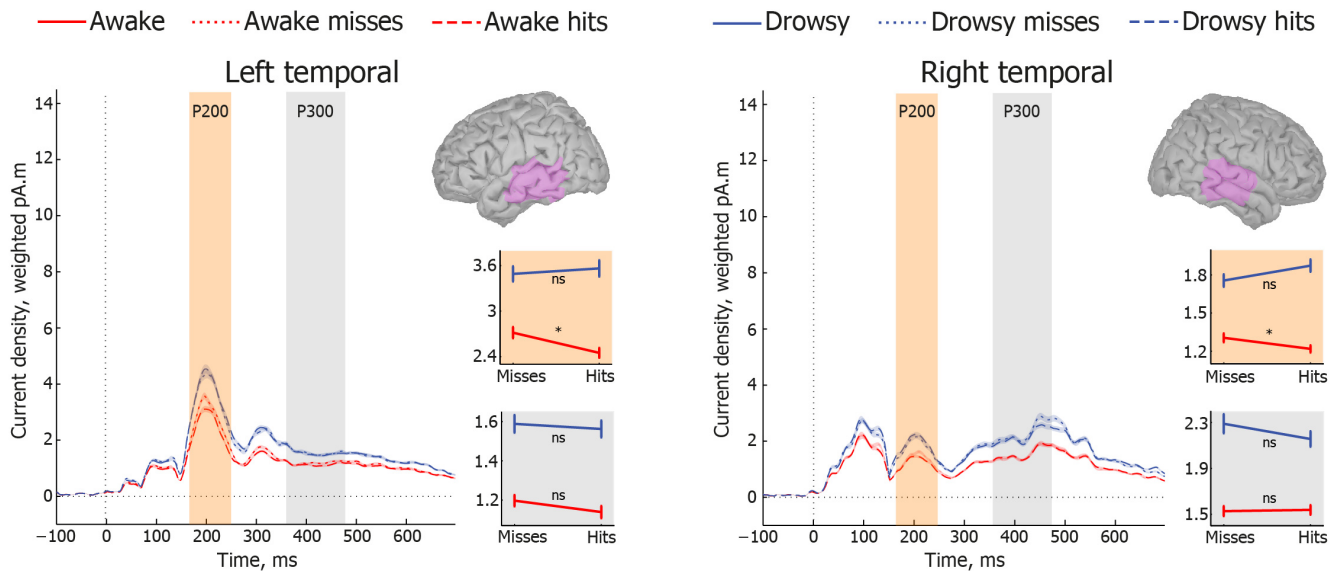 Awake Awake misses Awake hits
Drowsy Drowsy misses Drowsy hits
Left temporal
14
12
10
8
6
4
2
0
Current density, weighted pA.m
P200 P300
−100 0 100 200 300 400 500 600
Time, ms
3.6
3
2.4
ns
*
Misses Hits
1.6
1.4
1.2
ns
ns
Misses Hits
Right temporal
14
12
10
8
6
4
2
0
Current density, weighted pA.m
P200 P300
−100 0 100 200 300 400 500 600
Time, ms
1.8
1.5
1.2
ns
*
Misses Hits
2.3
1.9
1.5
ns
ns
Misses Hits